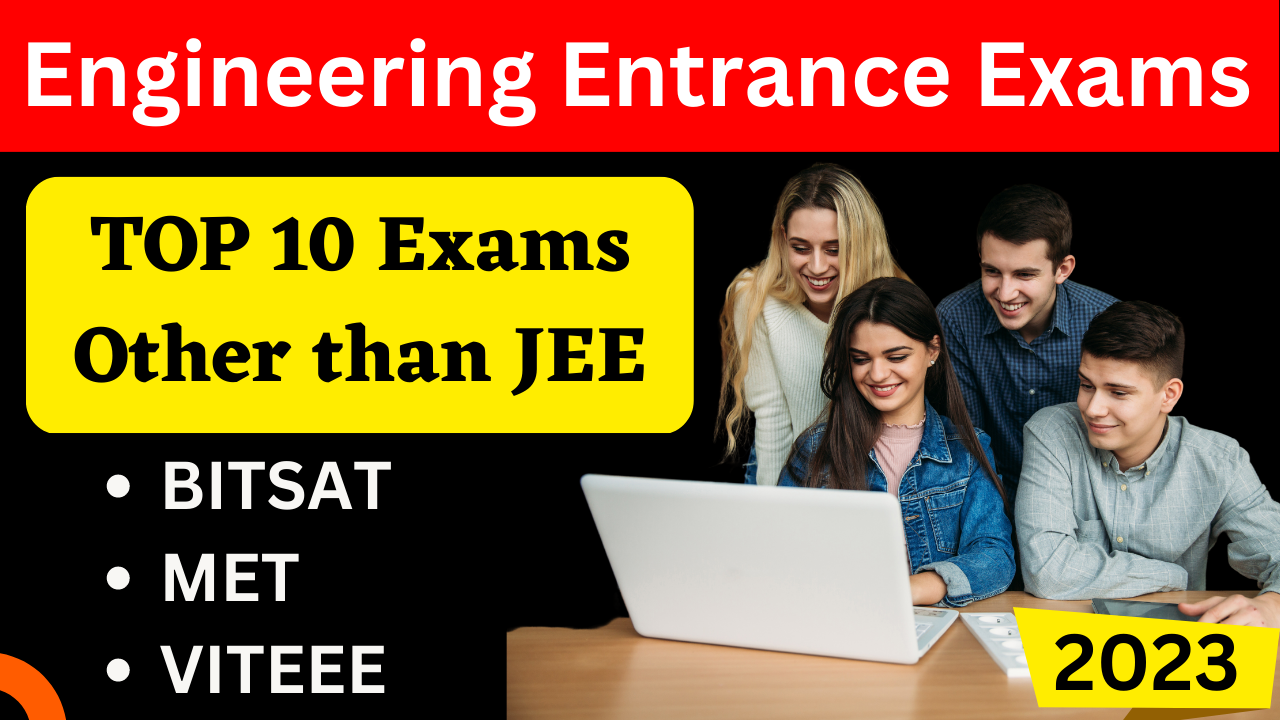 Engineering Entrance Exams
TOP 10 Exams
Other than JEE
• BITSAT
• MET
• VITEEE
2023